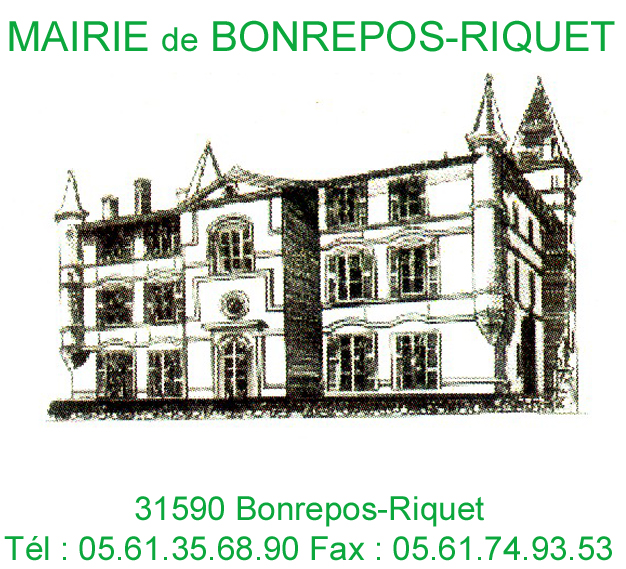 MAIRIE de BONREPOS-RIQUET
31590 Bonrepos-Riquet
Tél : 05.61.35.68.90 Fax : 05.61.74.93.53